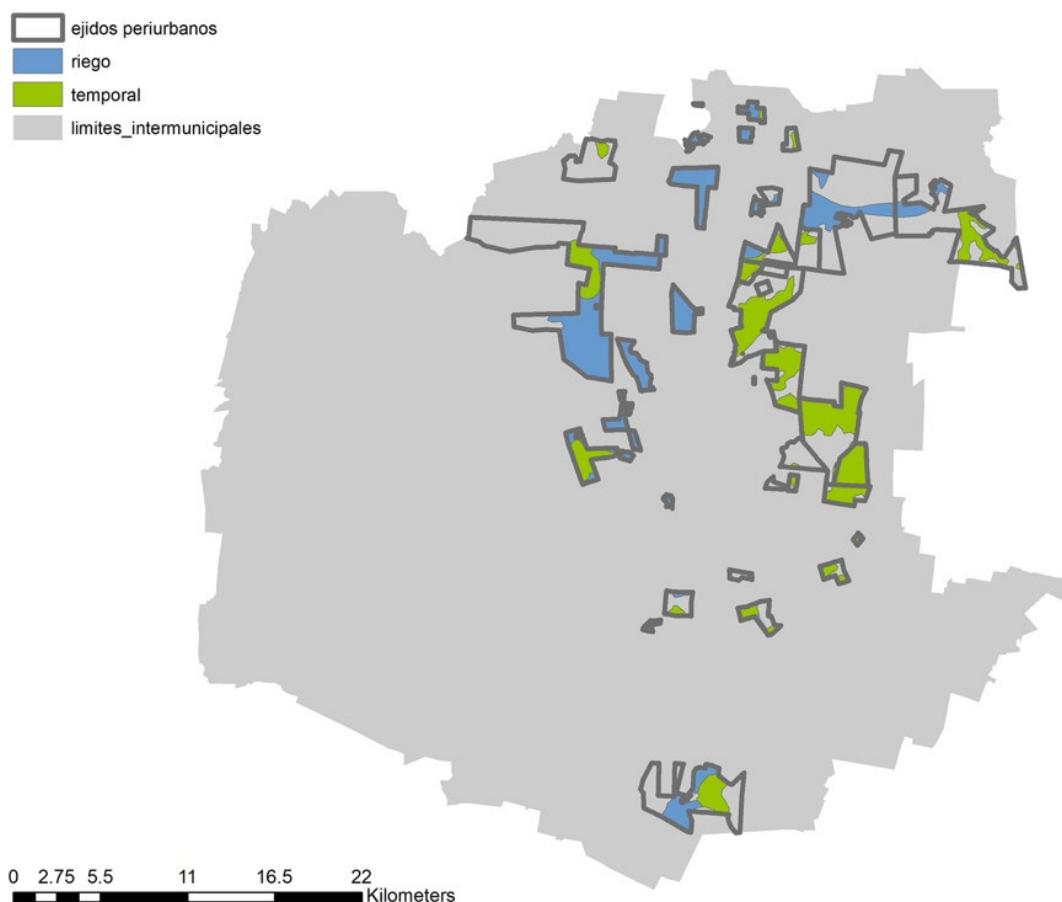 ejidos periurbanos
riego
temporal
limites_intermunicipales
0 2.75 5.5 11 16.5 22
Kilometers